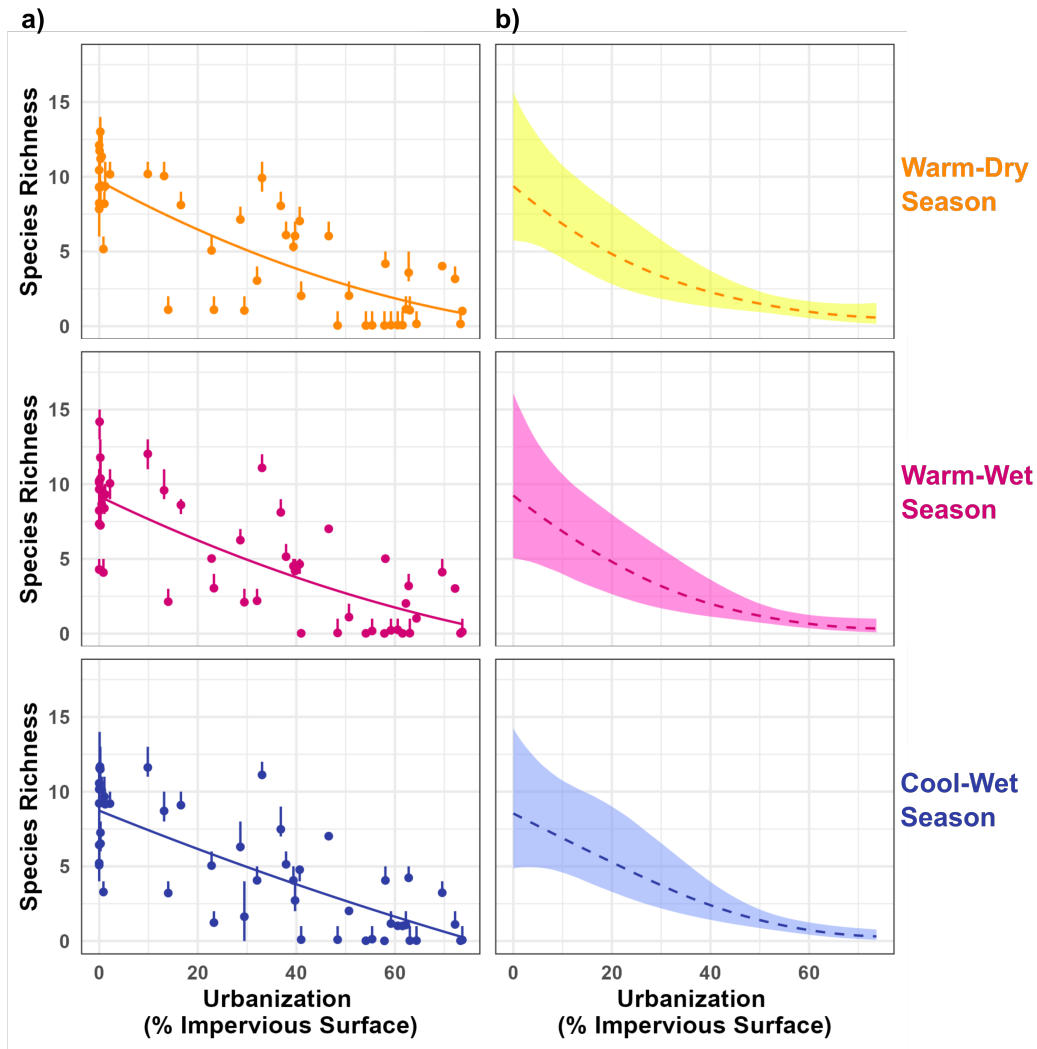 a)
b)
Species Richness
15
10
5
0
Warm-Dry
Season
Species Richness
15
10
5
0
Warm-Wet
Season
Species Richness
15
10
5
0
Cool-Wet
Season
0 20 40 60
0 20 40 60
Urbanization
(% Impervious Surface)
Urbanization
(% Impervious Surface)